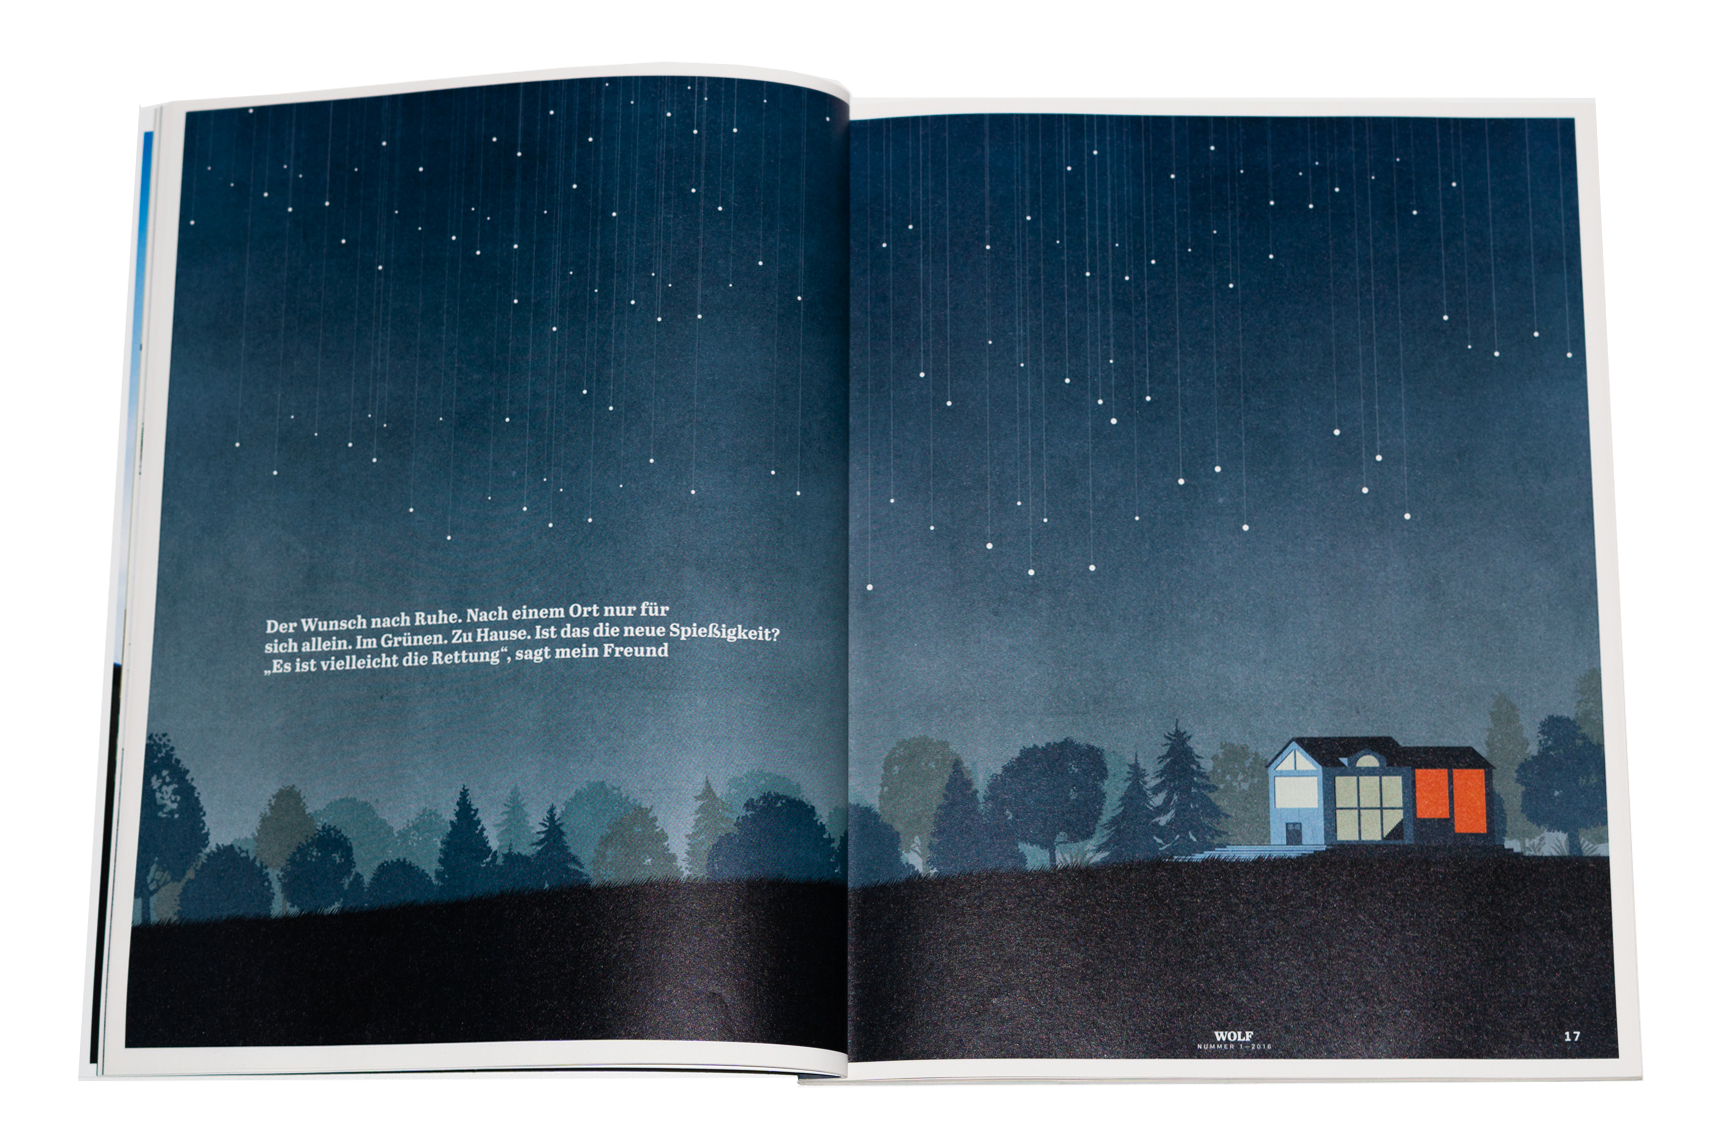 Der Wunsch nach Ruhe. Nach einem Ort nur für
sich allein. Im Grünen. Zu Hause. Ist das die neue Spießigkeit?
„Es ist vielleicht die Rettung“, sagt mein Freund
WOLF
NUMMER 1—2016
17